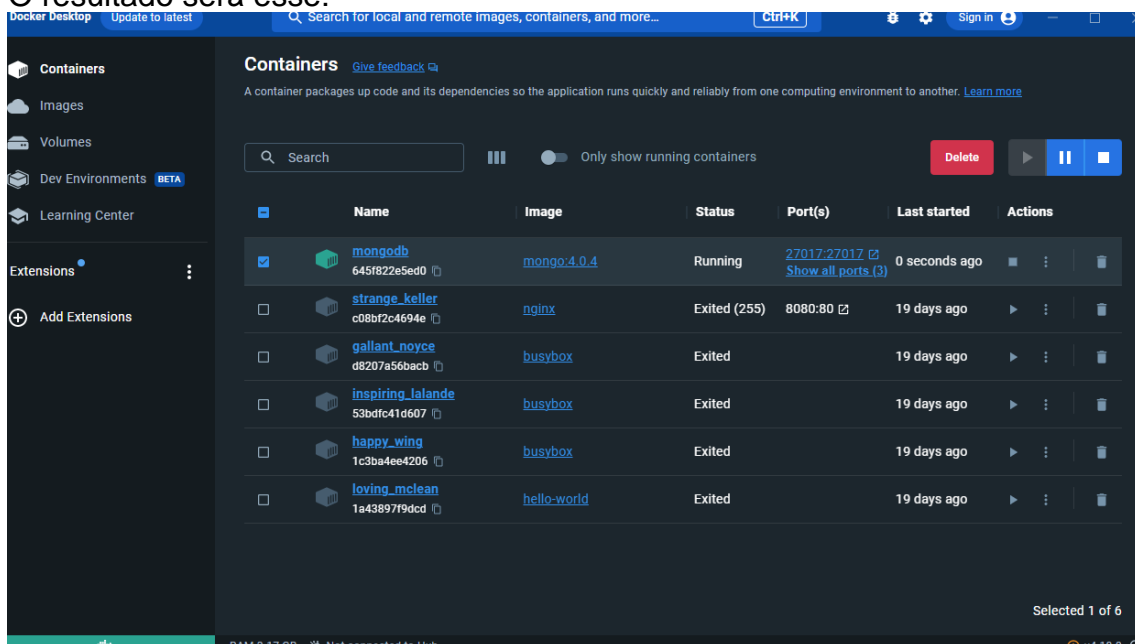 O resultado será esse:
Docker Desktop Update to latest Search for local and remote images, containers, and more... Ctrl+K Sign in
Containers
Images
Volumes
Dev Environments BETA
Learning Center
Extensions
Add Extensions
Containers Give feedback
A container packages up code and its dependencies so the application runs quickly and reliably from one computing environment to another. Learn more
Search Only show running containers Delete
Name Image Status Port(s) Last started Actions
mongodb
645f822e5ed0 mongo:4.0.4 Running 27017:27017 0 seconds ago
Show all ports (3)
strange_keller
c08bf2c4694e nginx Exited (255) 8080:80 19 days ago
gallant_noyce
d8207a56bacb busybox Exited 19 days ago
inspiring_lalande
53bdfc41d607 busybox Exited 19 days ago
happy_wing
1c3ba4ee4206 busybox Exited 19 days ago
loving_mclean
1a43897f9dcd hello-world Exited 19 days ago
Selected 1 of 6